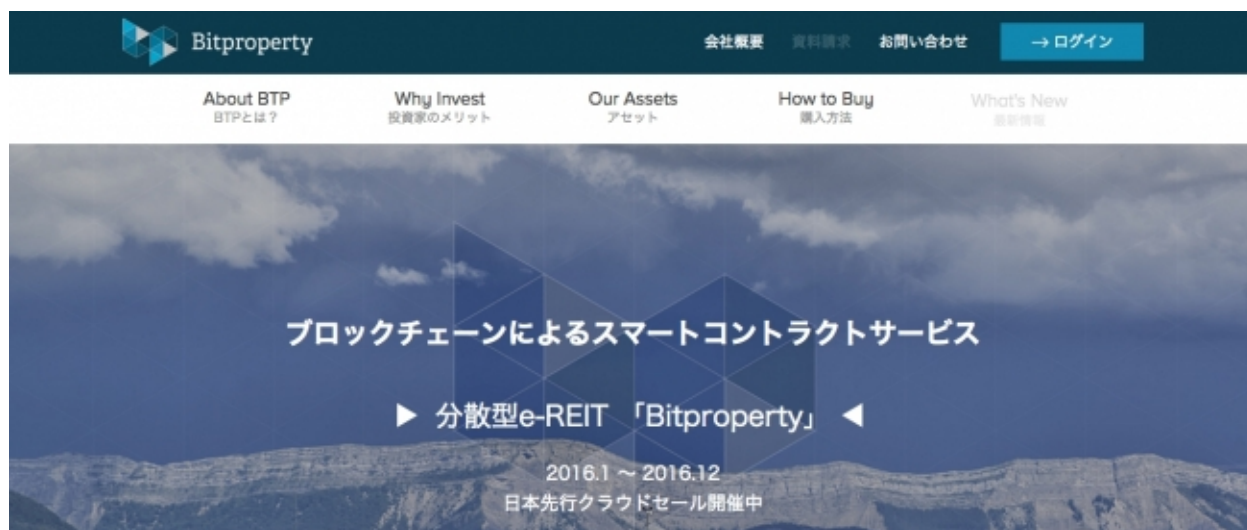 Bitproperty
会社概要 資料請求 お問い合わせ →ログイン
About BTP Why Invest Our Assets How to Buy What's New
BTPとは？ 投資家のメリット アセット 購入方法 最新情報
ブロックチェーンによるスマートコントラクトサービス
▶ 分散型e-REIT 「Bitproperty」 ◀
2016.1 ～ 2016.12
日本先行クラウドセール開催中